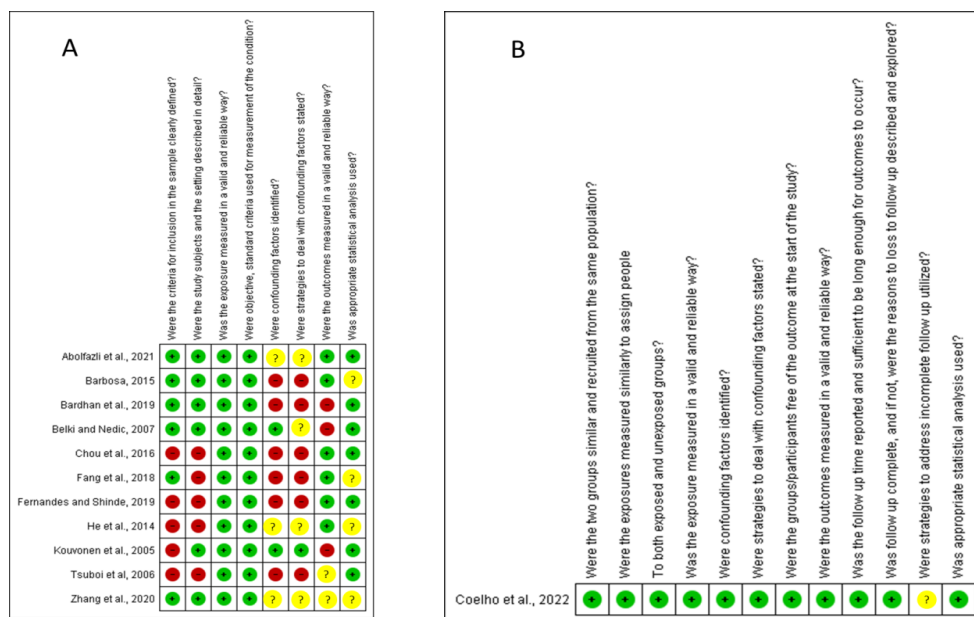 A
Were the criteria for inclusion in the sample clearly defined?
Were the study subjects and the setting described in detail?
Was the exposure measured in a valid and reliable way?
Were objective, standard criteria used for measurement of the condition?
Were confounding factors identified?
Were strategies to deal with confounding factors stated?
Were the outcomes measured in a valid and reliable way?
Was appropriate statistical analysis used?
Abolfazli et al., 2021 + + + + ? ? + +
Barbosa, 2015 + + + + - - + ?
Bardhan et al., 2019 + + + + - - - +
Belki and Nedic, 2007 + + + + + ? - +
Chou et al., 2016 - - + + - - + +
Fang et al., 2018 + - + + - - + ?
Fernandes and Shinde, 2019 - - + + - - + +
He et al., 2014 - - + + ? ? + ?
Kouvonen et al., 2005 - + + + + + - +
Tsuboi et al, 2006 - - + + - - ? +
Zhang et al., 2020 + + + + ? ? ? ?
B
Were the two groups similar and recruited from the same population?
Were the exposures measured similarly to assign people
To both exposed and unexposed groups?
Was the exposure measured in a valid and reliable way?
Were confounding factors identified?
Were strategies to deal with confounding factors stated?
Were the groups/participants free of the outcome at the start of the study?
Were the outcomes measured in a valid and reliable way?
Was the follow up time reported and sufficient to be long enough for outcomes to occur?
Was follow up complete, and if not, were the reasons to loss to follow up described and explored?
Were strategies to address incomplete follow up utilized?
Was appropriate statistical analysis used?
Coelho et al., 2022 + + + + + + + + + + ? +